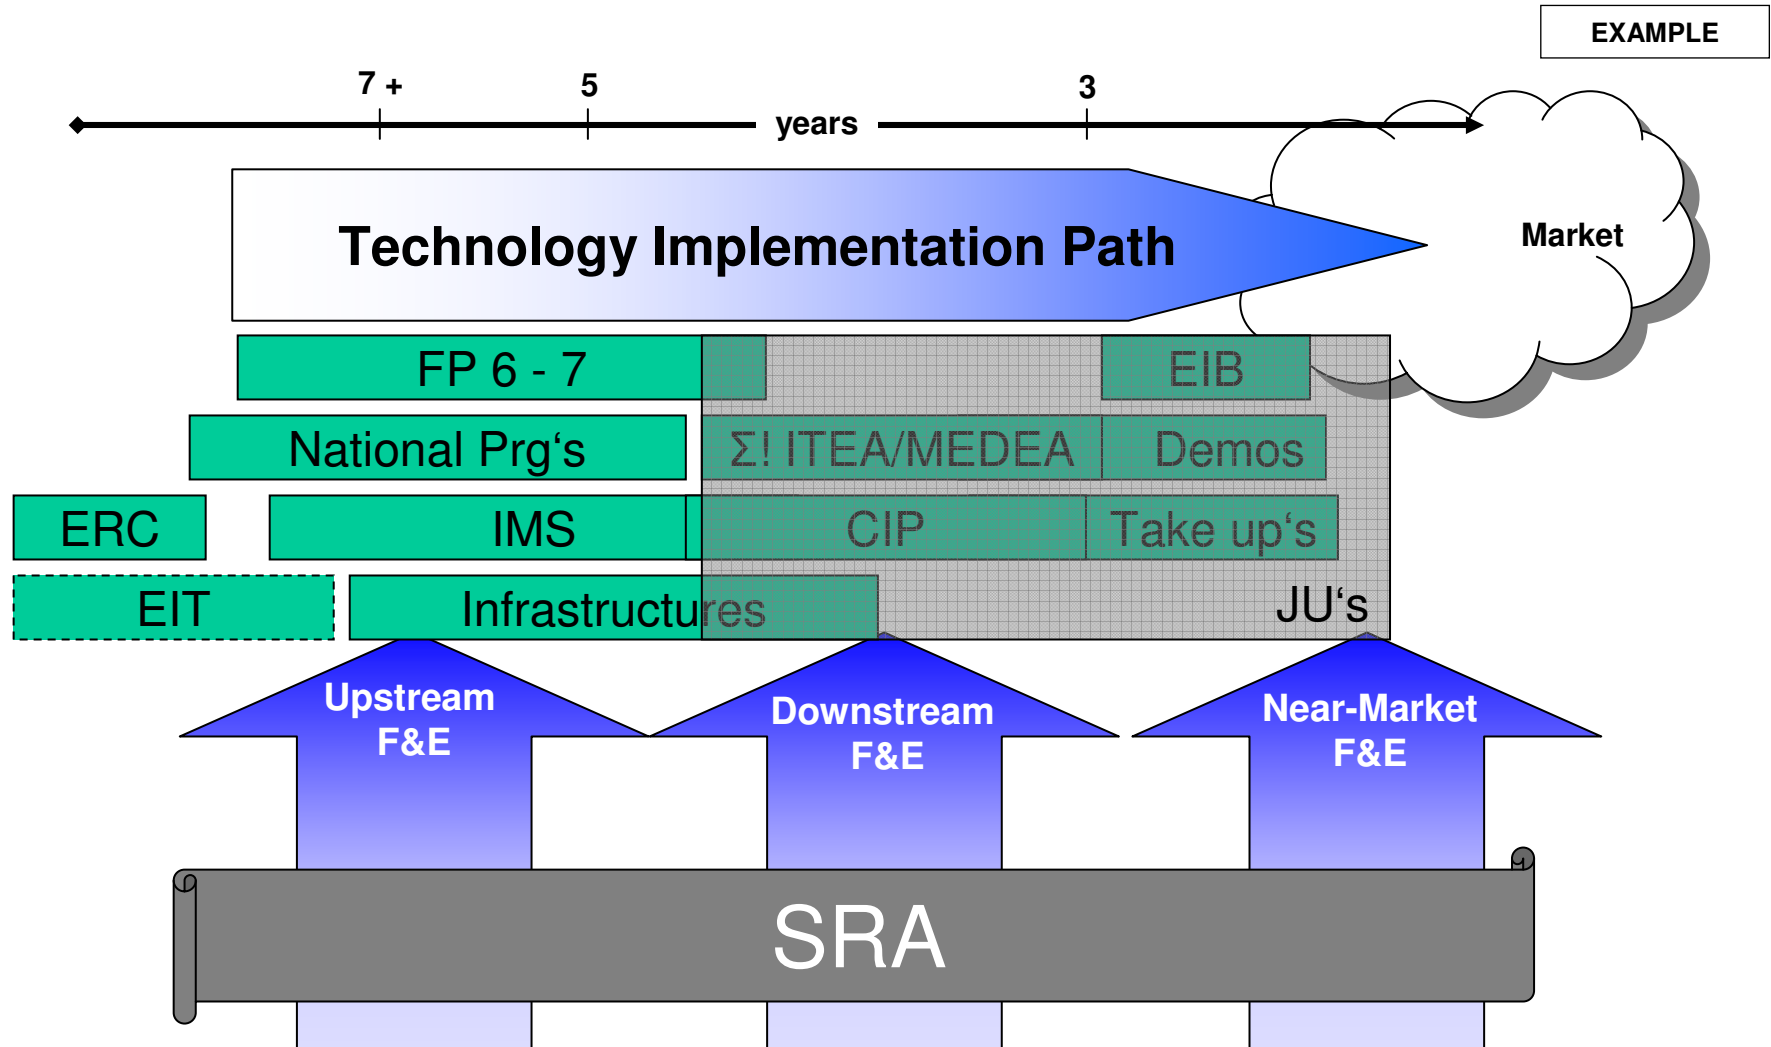 EXAMPLE
7 +
5
3
years
Technology Implementation Path
Market
FP 6 - 7
EIB
National Prg‘s
Σ! ITEA/MEDEA
Demos
ERC
IMS
CIP
Take up‘s
EIT
Infrastructures
JU‘s
Upstream
F&E
Downstream
F&E
Near-Market
F&E
SRA